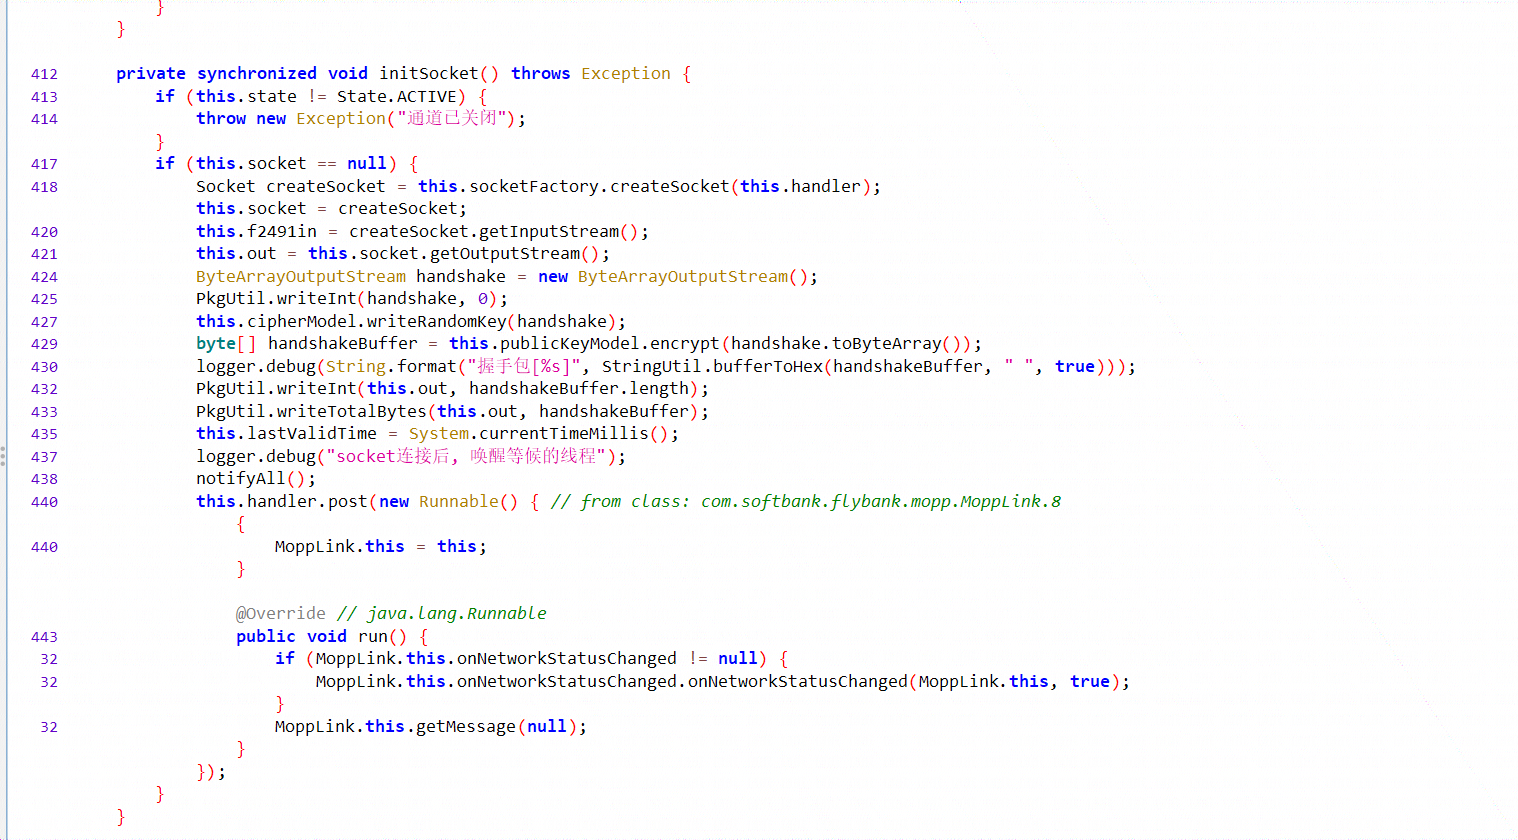 }
}
412 private synchronized void initSocket() throws Exception {
413 if (this.state != State.ACTIVE) {
414 throw new Exception("通道已关闭");
}
417 if (this.socket == null) {
418 Socket createSocket = this.socketFactory.createSocket(this.handler);
this.socket = createSocket;
420 this.f2491in = createSocket.getInputStream();
421 this.out = this.socket.getOutputStream();
424 ByteArrayOutputStream handshake = new ByteArrayOutputStream();
425 PkgUtil.writeInt(handshake, 0);
427 this.cipherModel.writeRandomKey(handshake);
429 byte[] handshakeBuffer = this.publicKeyModel.encrypt(handshake.toByteArray());
430 logger.debug(String.format("握手包[%s]", StringUtil.bufferToHex(handshakeBuffer, " ", true)));
432 PkgUtil.writeInt(this.out, handshakeBuffer.length);
433 PkgUtil.writeTotalBytes(this.out, handshakeBuffer);
435 this.lastValidTime = System.currentTimeMillis();
437 logger.debug("socket连接后, 唤醒等候的线程");
438 notifyAll();
440 this.handler.post(new Runnable() { // from class: com.softbank.flybank.mopp.MoppLink.8
{
440 MoppLink.this = this;
}
@Override // java.lang.Runnable
443 public void run() {
32 if (MoppLink.this.onNetworkStatusChanged != null) {
32 MoppLink.this.onNetworkStatusChanged.onNetworkStatusChanged(MoppLink.this, true);
}
32 MoppLink.this.getMessage(null);
}
});
}
}